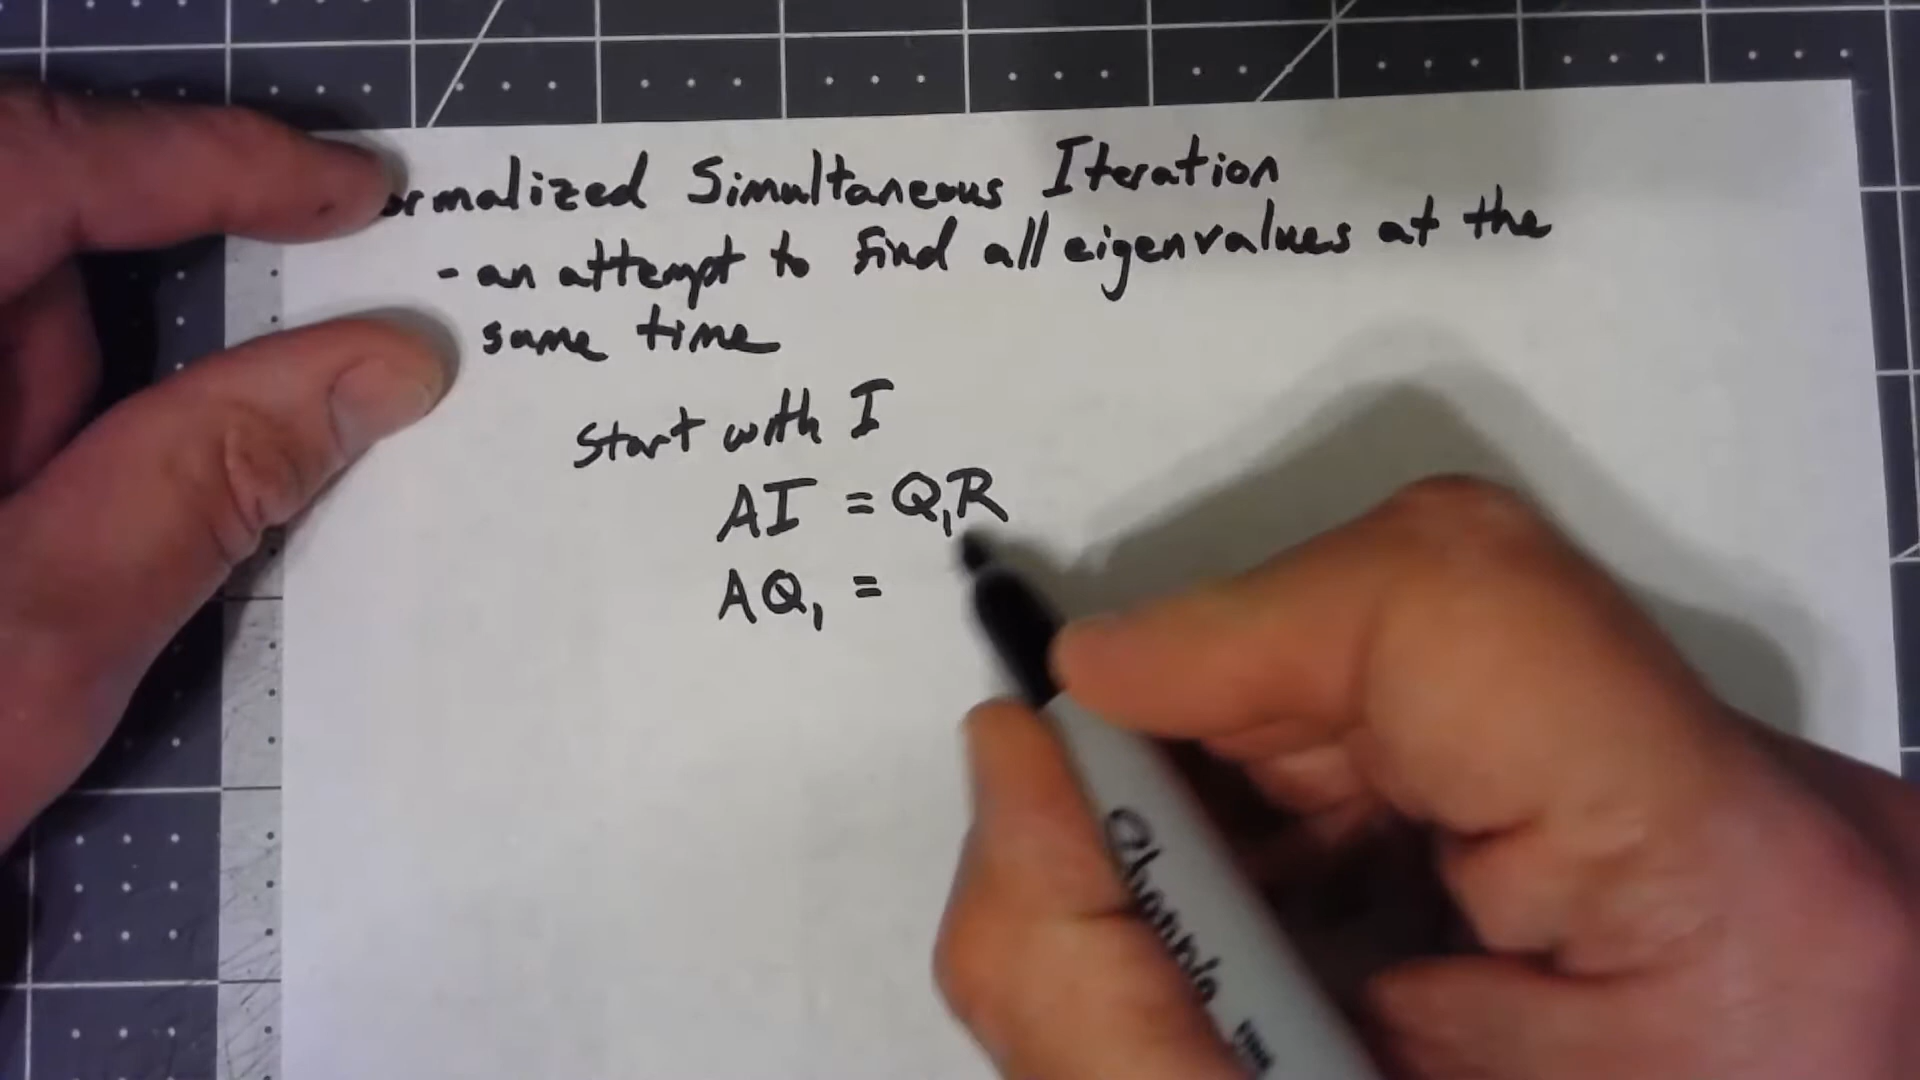 ormalized Simultaneous Iteration
- an attempt to find all eigenvalues at the
same time
Start with I
AI = Q₁R
AQ₁ =